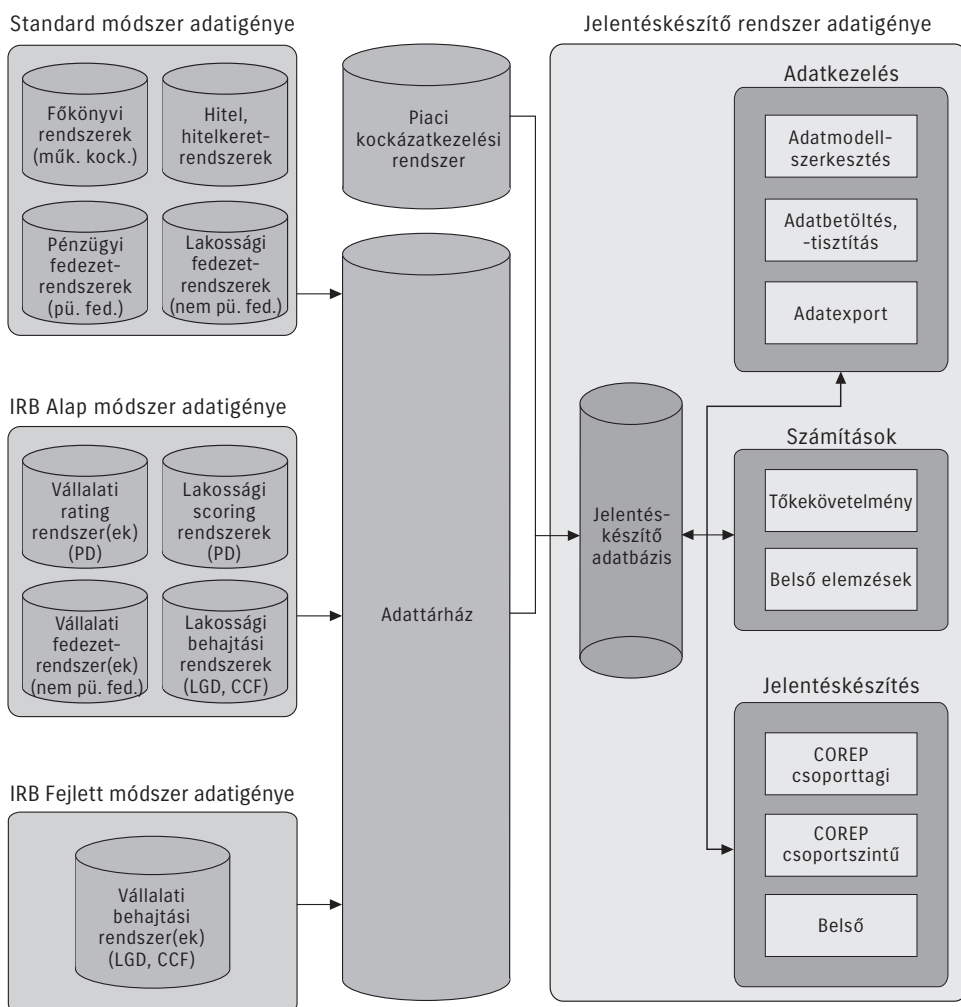 Standard módszer adatigénye
Főkönyvi
rendszerek
(műk. kock.)
Hitel,
hitelkeret-
rendszerek
Pénzügyi
fedezet-
rendszerek
(pü. fed.)
Lakossági
fedezet-
rendszerek
(nem pü. fed.)
IRB Alap módszer adatigénye
Vállalati
rating
rendszer(ek)
(PD)
Lakossági
scoring
rendszerek
(PD)
Vállalati
fedezet-
rendszer(ek)
(nem pü. fed.)
Lakossági
behajtási
rendszerek
(LGD, CCF)
IRB Fejlett módszer adatigénye
Vállalati
behajtási
rendszer(ek)
(LGD, CCF)
Piaci
kockázatkezelési
rendszer
Adattárház
Jelentéskészítő rendszer adatigénye
Jelentés-
készítő
adatbázis
Adatkezelés
Adatmodell-
szerkesztés
Adatbetöltés,
-tisztítás
Adatexport
Számítások
Tőkekövetelmény
Belső elemzések
Jelentéskészítés
COREP
csoporttagi
COREP
csoportszintű
Belső